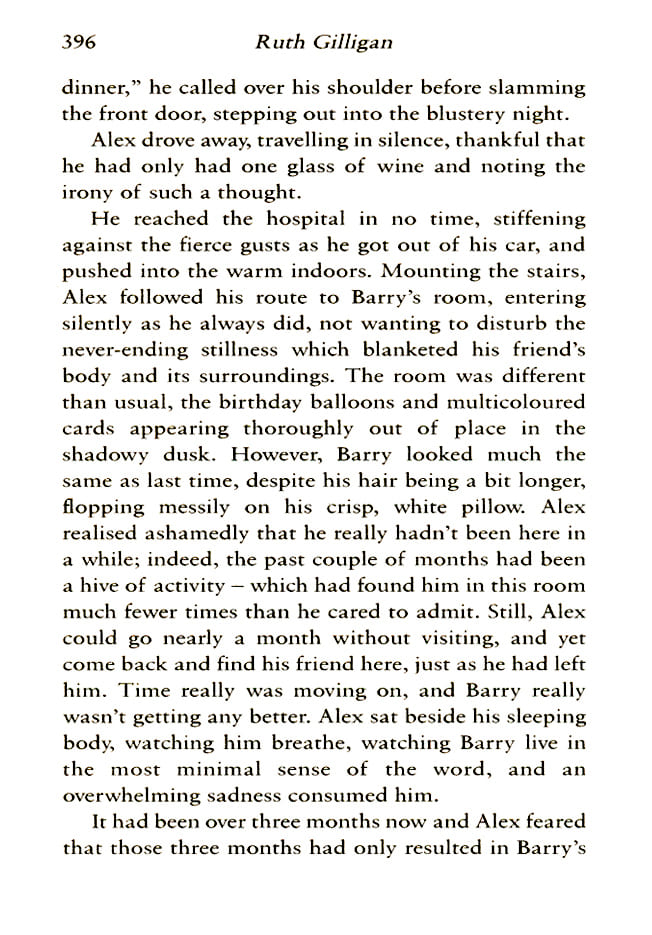 396
Ruth Gilligan
dinner,” he called over his shoulder before slamming
the front door, stepping out into the blustery night.
Alex drove away, travelling in silence, thankful that
he had only had one glass of wine and noting the
irony of such a thought.
He reached the hospital in no time, stiffening
against the fierce gusts as he got out of his car, and
pushed into the warm indoors. Mounting the stairs,
Alex followed his route to Barry’s room, entering
silently as he always did, not wanting to disturb the
never-ending stillness which blanketed his friend’s
body and its surroundings. The room was different
than usual, the birthday balloons and multicoloured
cards appearing thoroughly out of place in the
shadowy dusk. However, Barry looked much the
same as last time, despite his hair being a bit longer,
flopping messily on his crisp, white pillow. Alex
realised ashamedly that he really hadn’t been here in
a while; indeed, the past couple of months had been
a hive of activity – which had found him in this room
much fewer times than he cared to admit. Still, Alex
could go nearly a month without visiting, and yet
come back and find his friend here, just as he had left
him. Time really was moving on, and Barry really
wasn’t getting any better. Alex sat beside his sleeping
body, watching him breathe, watching Barry live in
the most minimal sense of the word, and an
overwhelming sadness consumed him.
It had been over three months now and Alex feared
that those three months had only resulted in Barry’s